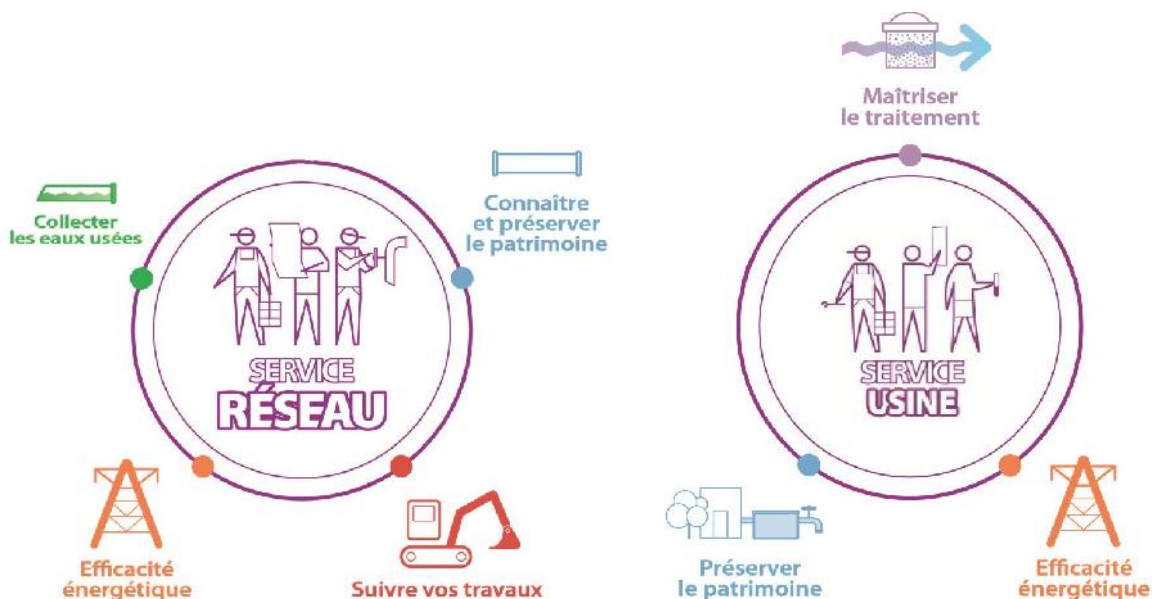 Collecter
les eaux usées
Connaître
et préserver
le patrimoine
SERVICE
RÉSEAU
Efficacité
énergétique
Suivre vos travaux
Maîtriser
le traitement
SERVICE
USINE
Préserver
le patrimoine
Efficacité
énergétique